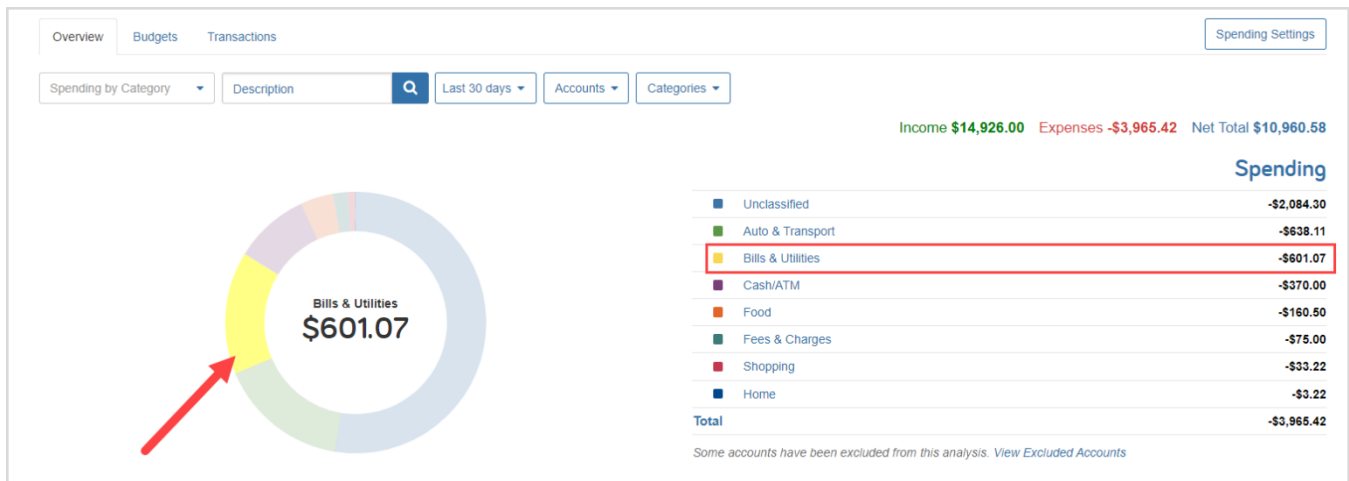 Overview Budgets Transactions Spending Settings
Spending by Category Description Last 30 days Accounts Categories
Income $14,926.00 Expenses -$3,965.42 Net Total $10,960.58
Spending
Unclassified -$2,084.30
Auto & Transport -$638.11
Bills & Utilities -$601.07
Cash/ATM -$370.00
Food -$160.50
Fees & Charges -$75.00
Shopping -$33.22
Home -$3.22
Total -$3,965.42
Some accounts have been excluded from this analysis. View Excluded Accounts
Bills & Utilities
$601.07